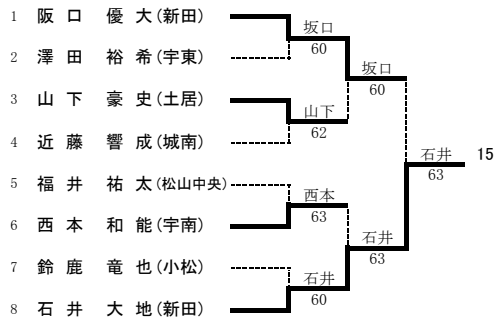 1 阪口 優大(新田)
2 澤田 裕希(宇東)
3 山下 豪史(土居)
4 近藤 響成(城南)
5 福井 祐太(松山中央)
6 西本 和能(宇南)
7 鈴鹿 竜也(小松)
8 石井 大地(新田)
坂口
60
山下
62
西本
63
石井
60
坂口
60
石井
63
石井
63
15